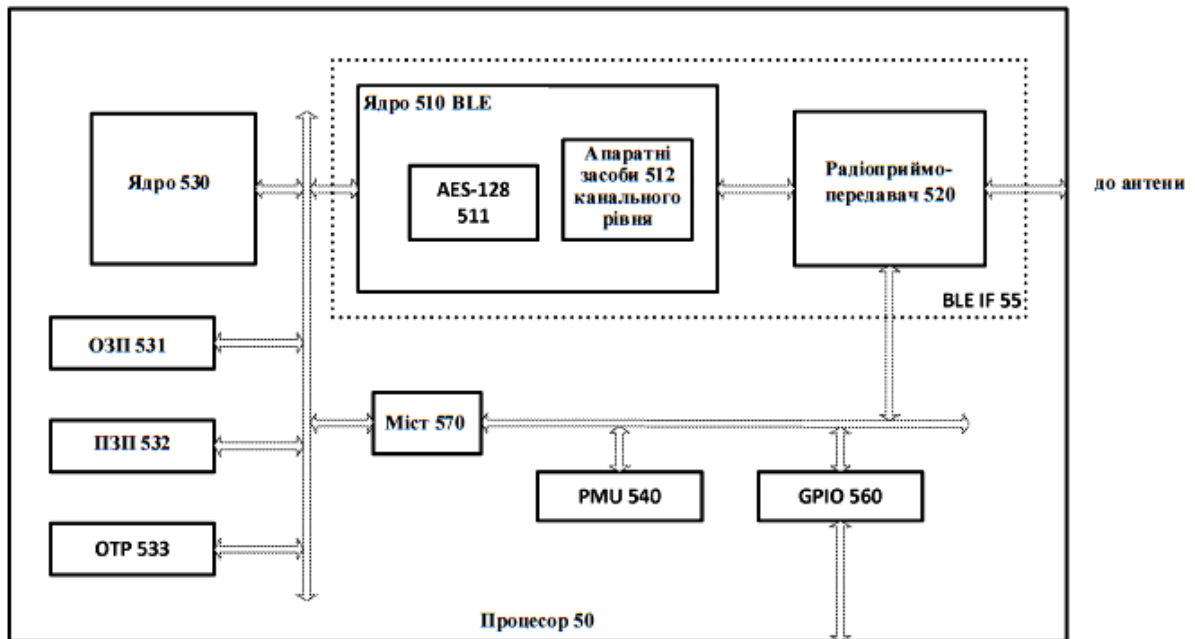 Ядро 510 BLE
Ядро 530
AES-128
511
Апаратні
засоби 512
канального
рівня
Радіоприймо-
передавач 520
до антени
BLE IF 55
ОЗП 531
Міст 570
ПЗП 532
PMU 540
GPIO 560
OTP 533
Процесор 50